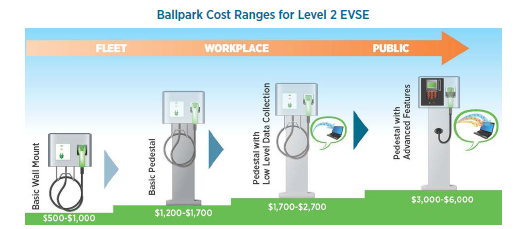 Ballpark Cost Ranges for Level 2 EVSE
FLEET
WORKPLACE
PUBLIC
Basic Wall Mount
$500-$1,000
Basic Pedestal
$1,200-$1,700
Pedestal with
Low Level Data Collection
$1,700-$2,700
Pedestal with
Advanced Features
$3,000-$6,000